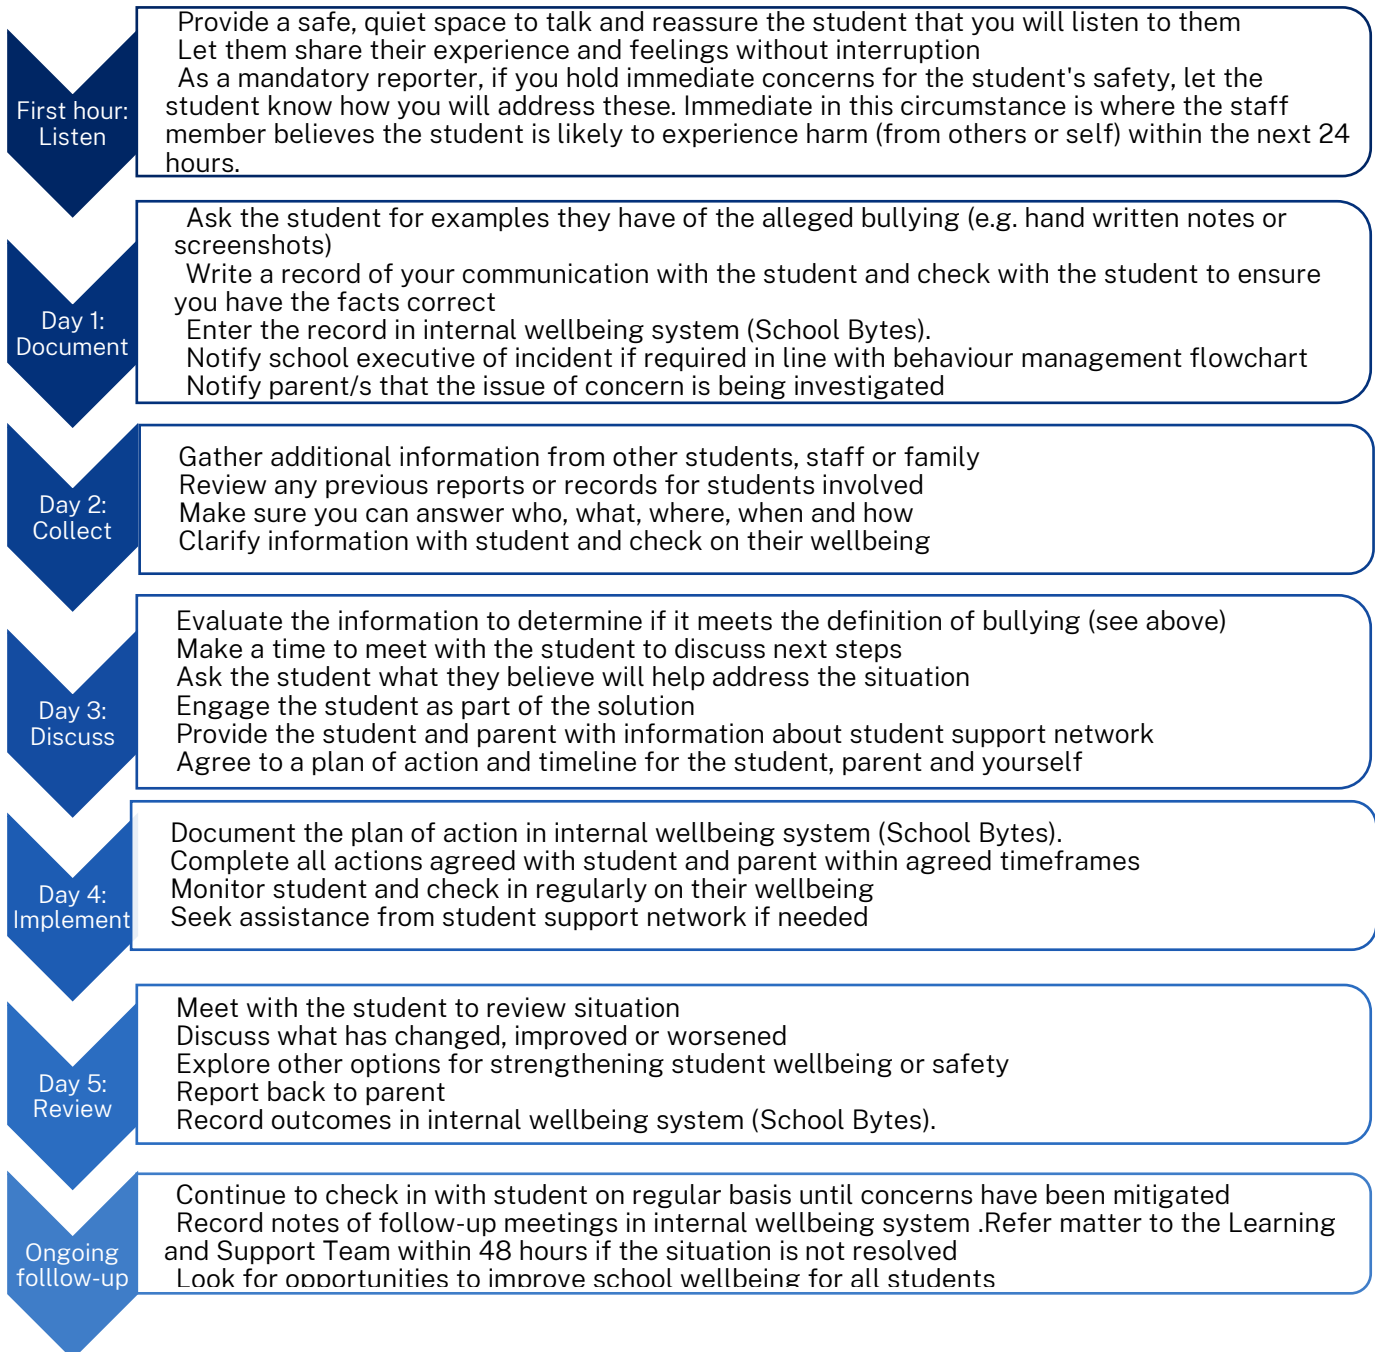 First hour:
Listen
Provide a safe, quiet space to talk and reassure the student that you will listen to them
Let them share their experience and feelings without interruption
As a mandatory reporter, if you hold immediate concerns for the student's safety, let the
student know how you will address these. Immediate in this circumstance is where the staff
member believes the student is likely to experience harm (from others or self) within the next 24
hours.
Day 1:
Document
Ask the student for examples they have of the alleged bullying (e.g. hand written notes or
screenshots)
Write a record of your communication with the student and check with the student to ensure
you have the facts correct
Enter the record in internal wellbeing system (School Bytes).
Notify school executive of incident if required in line with behaviour management flowchart
Notify parent/s that the issue of concern is being investigated
Day 2:
Collect
Gather additional information from other students, staff or family
Review any previous reports or records for students involved
Make sure you can answer who, what, where, when and how
Clarify information with student and check on their wellbeing
Day 3:
Discuss
Evaluate the information to determine if it meets the definition of bullying (see above)
Make a time to meet with the student to discuss next steps
Ask the student what they believe will help address the situation
Engage the student as part of the solution
Provide the student and parent with information about student support network
Agree to a plan of action and timeline for the student, parent and yourself
Day 4:
Implement
Document the plan of action in internal wellbeing system (School Bytes).
Complete all actions agreed with student and parent within agreed timeframes
Monitor student and check in regularly on their wellbeing
Seek assistance from student support network if needed
Day 5:
Review
Meet with the student to review situation
Discuss what has changed, improved or worsened
Explore other options for strengthening student wellbeing or safety
Report back to parent
Record outcomes in internal wellbeing system (School Bytes).
Ongoing
folllow-up
Continue to check in with student on regular basis until concerns have been mitigated
Record notes of follow-up meetings in internal wellbeing system .Refer matter to the Learning
and Support Team within 48 hours if the situation is not resolved
Look for opportunities to improve school wellbeing for all students